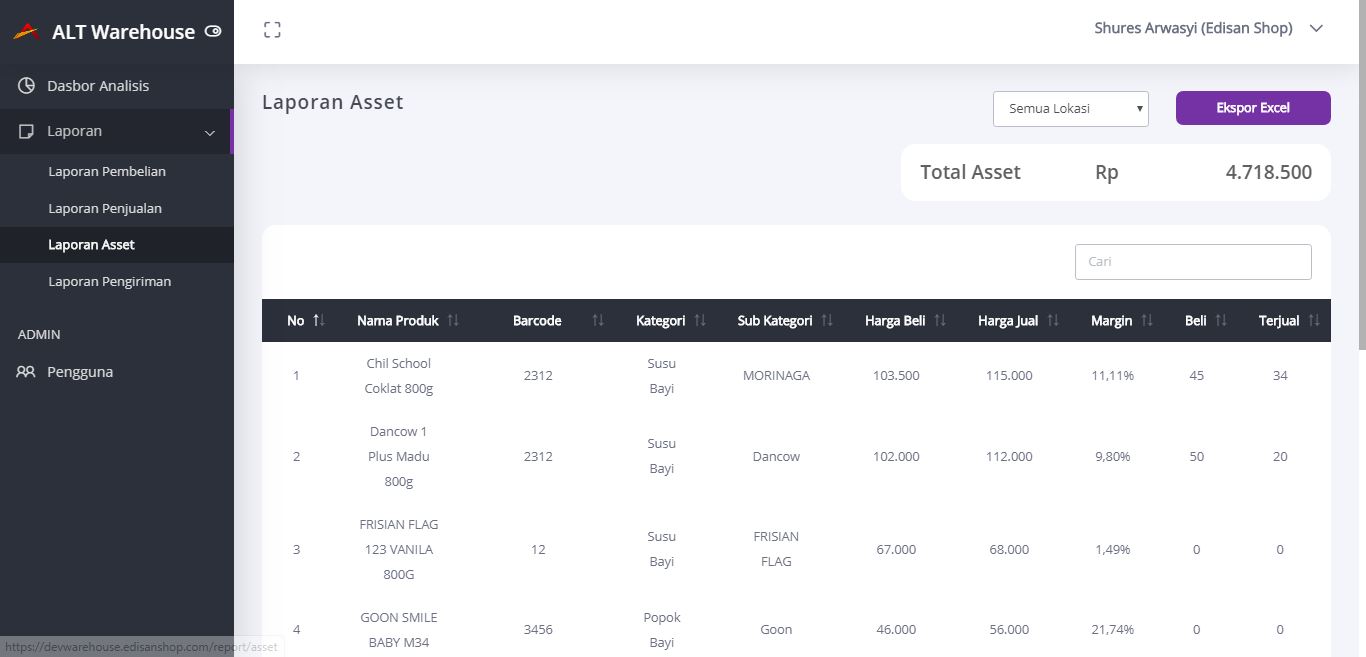 ALT Warehouse
Shures Arwasyi (Edisan Shop)
Dasbor Analisis
Laporan
Laporan Pembelian
Laporan Penjualan
Laporan Asset
Laporan Pengiriman
ADMIN
Pengguna
Laporan Asset
Semua Lokasi
Ekspor Excel
Total Asset Rp 4.718.500
Cari
No Nama Produk Barcode Kategori Sub Kategori Harga Beli Harga Jual Margin Beli Terjual
1 Chil School Coklat 800g 2312 Susu Bayi MORINAGA 103.500 115.000 11,11% 45 34
2 Dancow 1 Plus Madu 800g 2312 Susu Bayi Dancow 102.000 112.000 9,80% 50 20
3 FRISIAN FLAG 123 VANILA 800G 12 Susu Bayi FRISIAN FLAG 67.000 68.000 1,49% 0 0
4 GOON SMILE BABY M34 3456 Popok Bayi Goon 46.000 56.000 21,74% 0 0
https://devwarehouse.edisanshop.com/report/asset